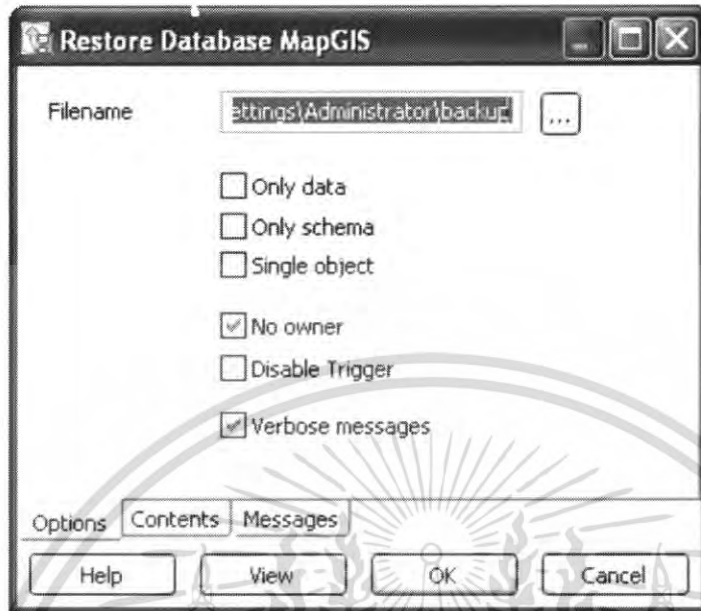 Restore Database MapGIS
Filename
ettings\Administrator\backup
...
Only data
Only schema
Single object
No owner
Disable Trigger
Verbose messages
Options Contents Messages
Help View OK Cancel